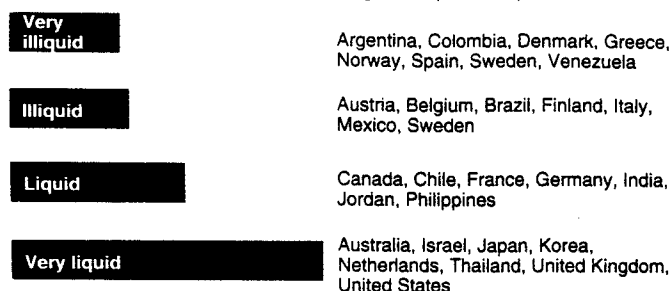 Very
illiquid
Argentina, Colombia, Denmark, Greece,
Norway, Spain, Sweden, Venezuela
Illiquid
Austria, Belgium, Brazil, Finland, Italy,
Mexico, Sweden
Liquid
Canada, Chile, France, Germany, India,
Jordan, Philippines
Very liquid
Australia, Israel, Japan, Korea,
Netherlands, Thailand, United Kingdom,
United States